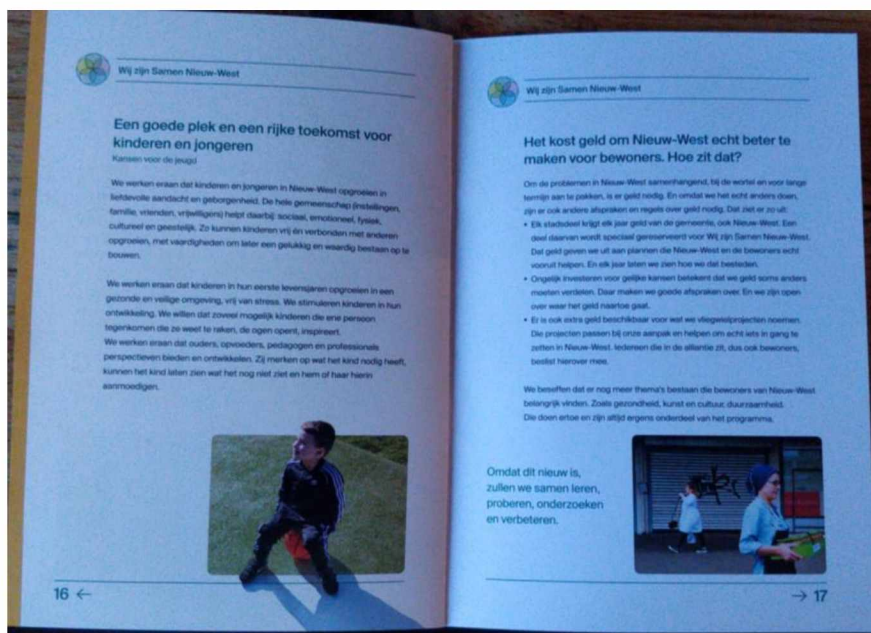 Wij zijn Samen Nieuw-West
Een goede plek en een rijke toekomst voor
kinderen en jongeren
Kansen voor de jeugd
We werken eraan dat kinderen en jongeren in Nieuw-West opgroeien in
liefdevolle aandacht en geborgenheid. De hele gemeenschap (instellingen,
familie, vrienden, vrijwilligers) helpt daarbij: sociaal, emotioneel, fysiek,
cultureel en geestelijk. Zo kunnen kinderen vrij én verbonden met anderen
opgroeien, met vaardigheden om later een gelukkig en waardig bestaan op te
bouwen.
We werken eraan dat kinderen in hun eerste levensjaren opgroeien in een
gezonde en veilige omgeving, vrij van stress. We stimuleren kinderen in hun
ontwikkeling. We willen dat zoveel mogelijk kinderen die ene persoon
tegenkomen die ze weet te raken, de ogen opent, inspireert.
We werken eraan dat ouders, opvoeders, pedagogen en professionals
perspectieven bieden en ontwikkelen. Zij merken op wat het kind nodig heeft,
kunnen het kind laten zien wat het nog niet ziet en hem of haar hierin
aanmoedigen.
16 ←
Wij zijn Samen Nieuw-West
Het kost geld om Nieuw-West echt beter te
maken voor bewoners. Hoe zit dat?
Om de problemen in Nieuw-West samenhangend, bij de wortel en voor lange
termijn aan te pakken, is er geld nodig. En omdat we het echt anders doen,
zijn er ook andere afspraken en regels over geld nodig. Dat ziet er zo uit:
• Elk stadsdeel krijgt elk jaar geld van de gemeente, ook Nieuw-West. Een
deel daarvan wordt speciaal gereserveerd voor Wij zijn Samen Nieuw-West.
Dat geld geven we uit aan plannen die Nieuw-West en de bewoners echt
vooruit helpen. En elk jaar laten we zien hoe we dat besteden.
• Ongelijk investeren voor gelijke kansen betekent dat we geld soms anders
moeten verdelen. Daar maken we goede afspraken over. En we zijn open
over waar het geld naartoe gaat.
• Er is ook extra geld beschikbaar voor wat we vliegwielprojecten noemen.
Die projecten passen bij onze aanpak en helpen om echt iets in gang te
zetten in Nieuw-West. Iedereen die in de alliantie zit, dus ook bewoners,
beslist hierover mee.
We beseffen dat er nog meer thema's bestaan die bewoners van Nieuw-West
belangrijk vinden. Zoals gezondheid, kunst en cultuur, duurzaamheid.
Die doen ertoe en zijn altijd ergens onderdeel van het programma.
Omdat dit nieuw is,
zullen we samen leren,
proberen, onderzoeken
en verbeteren.
→ 17